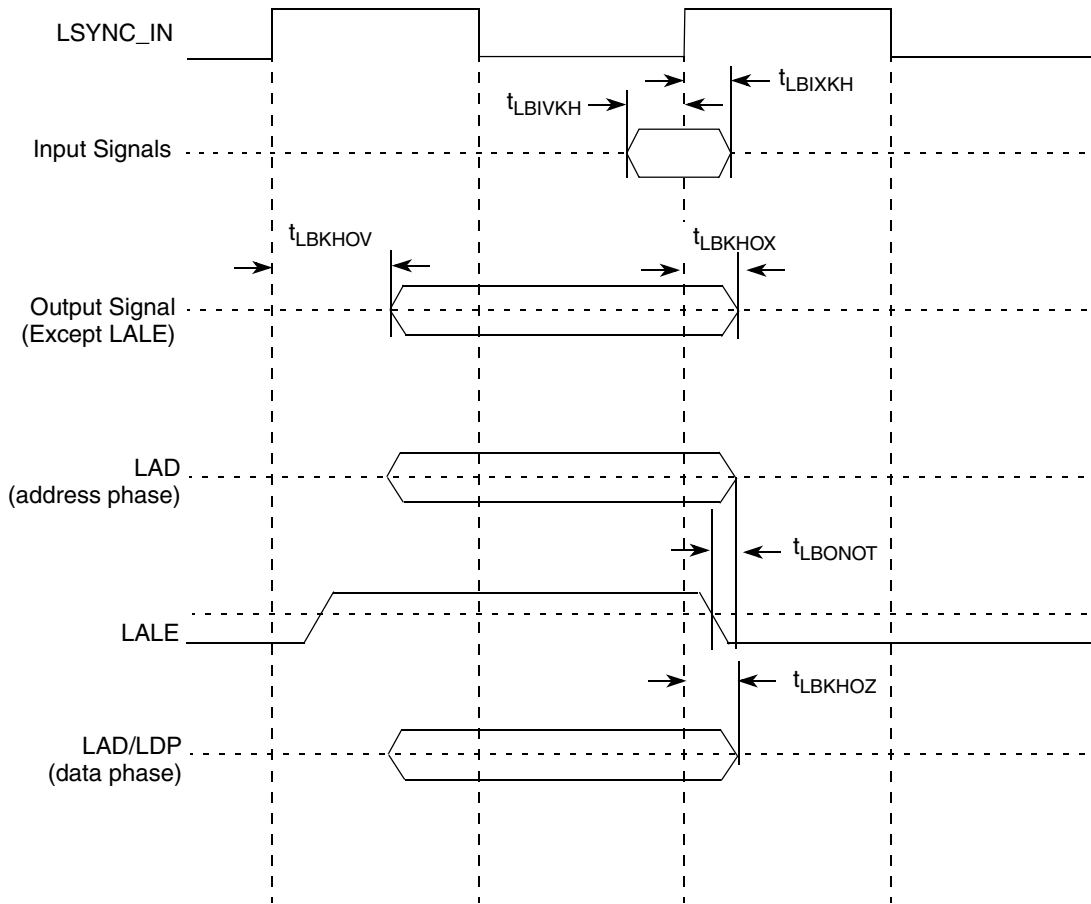 LSYNC_IN
tLBIXKH
tLBIVKH
Input Signals
tLBKHOV
tLBKHOX
Output Signal
(Except LALE)
LAD
(address phase)
tLBONOT
LALE
tLBKHOZ
LAD/LDP
(data phase)